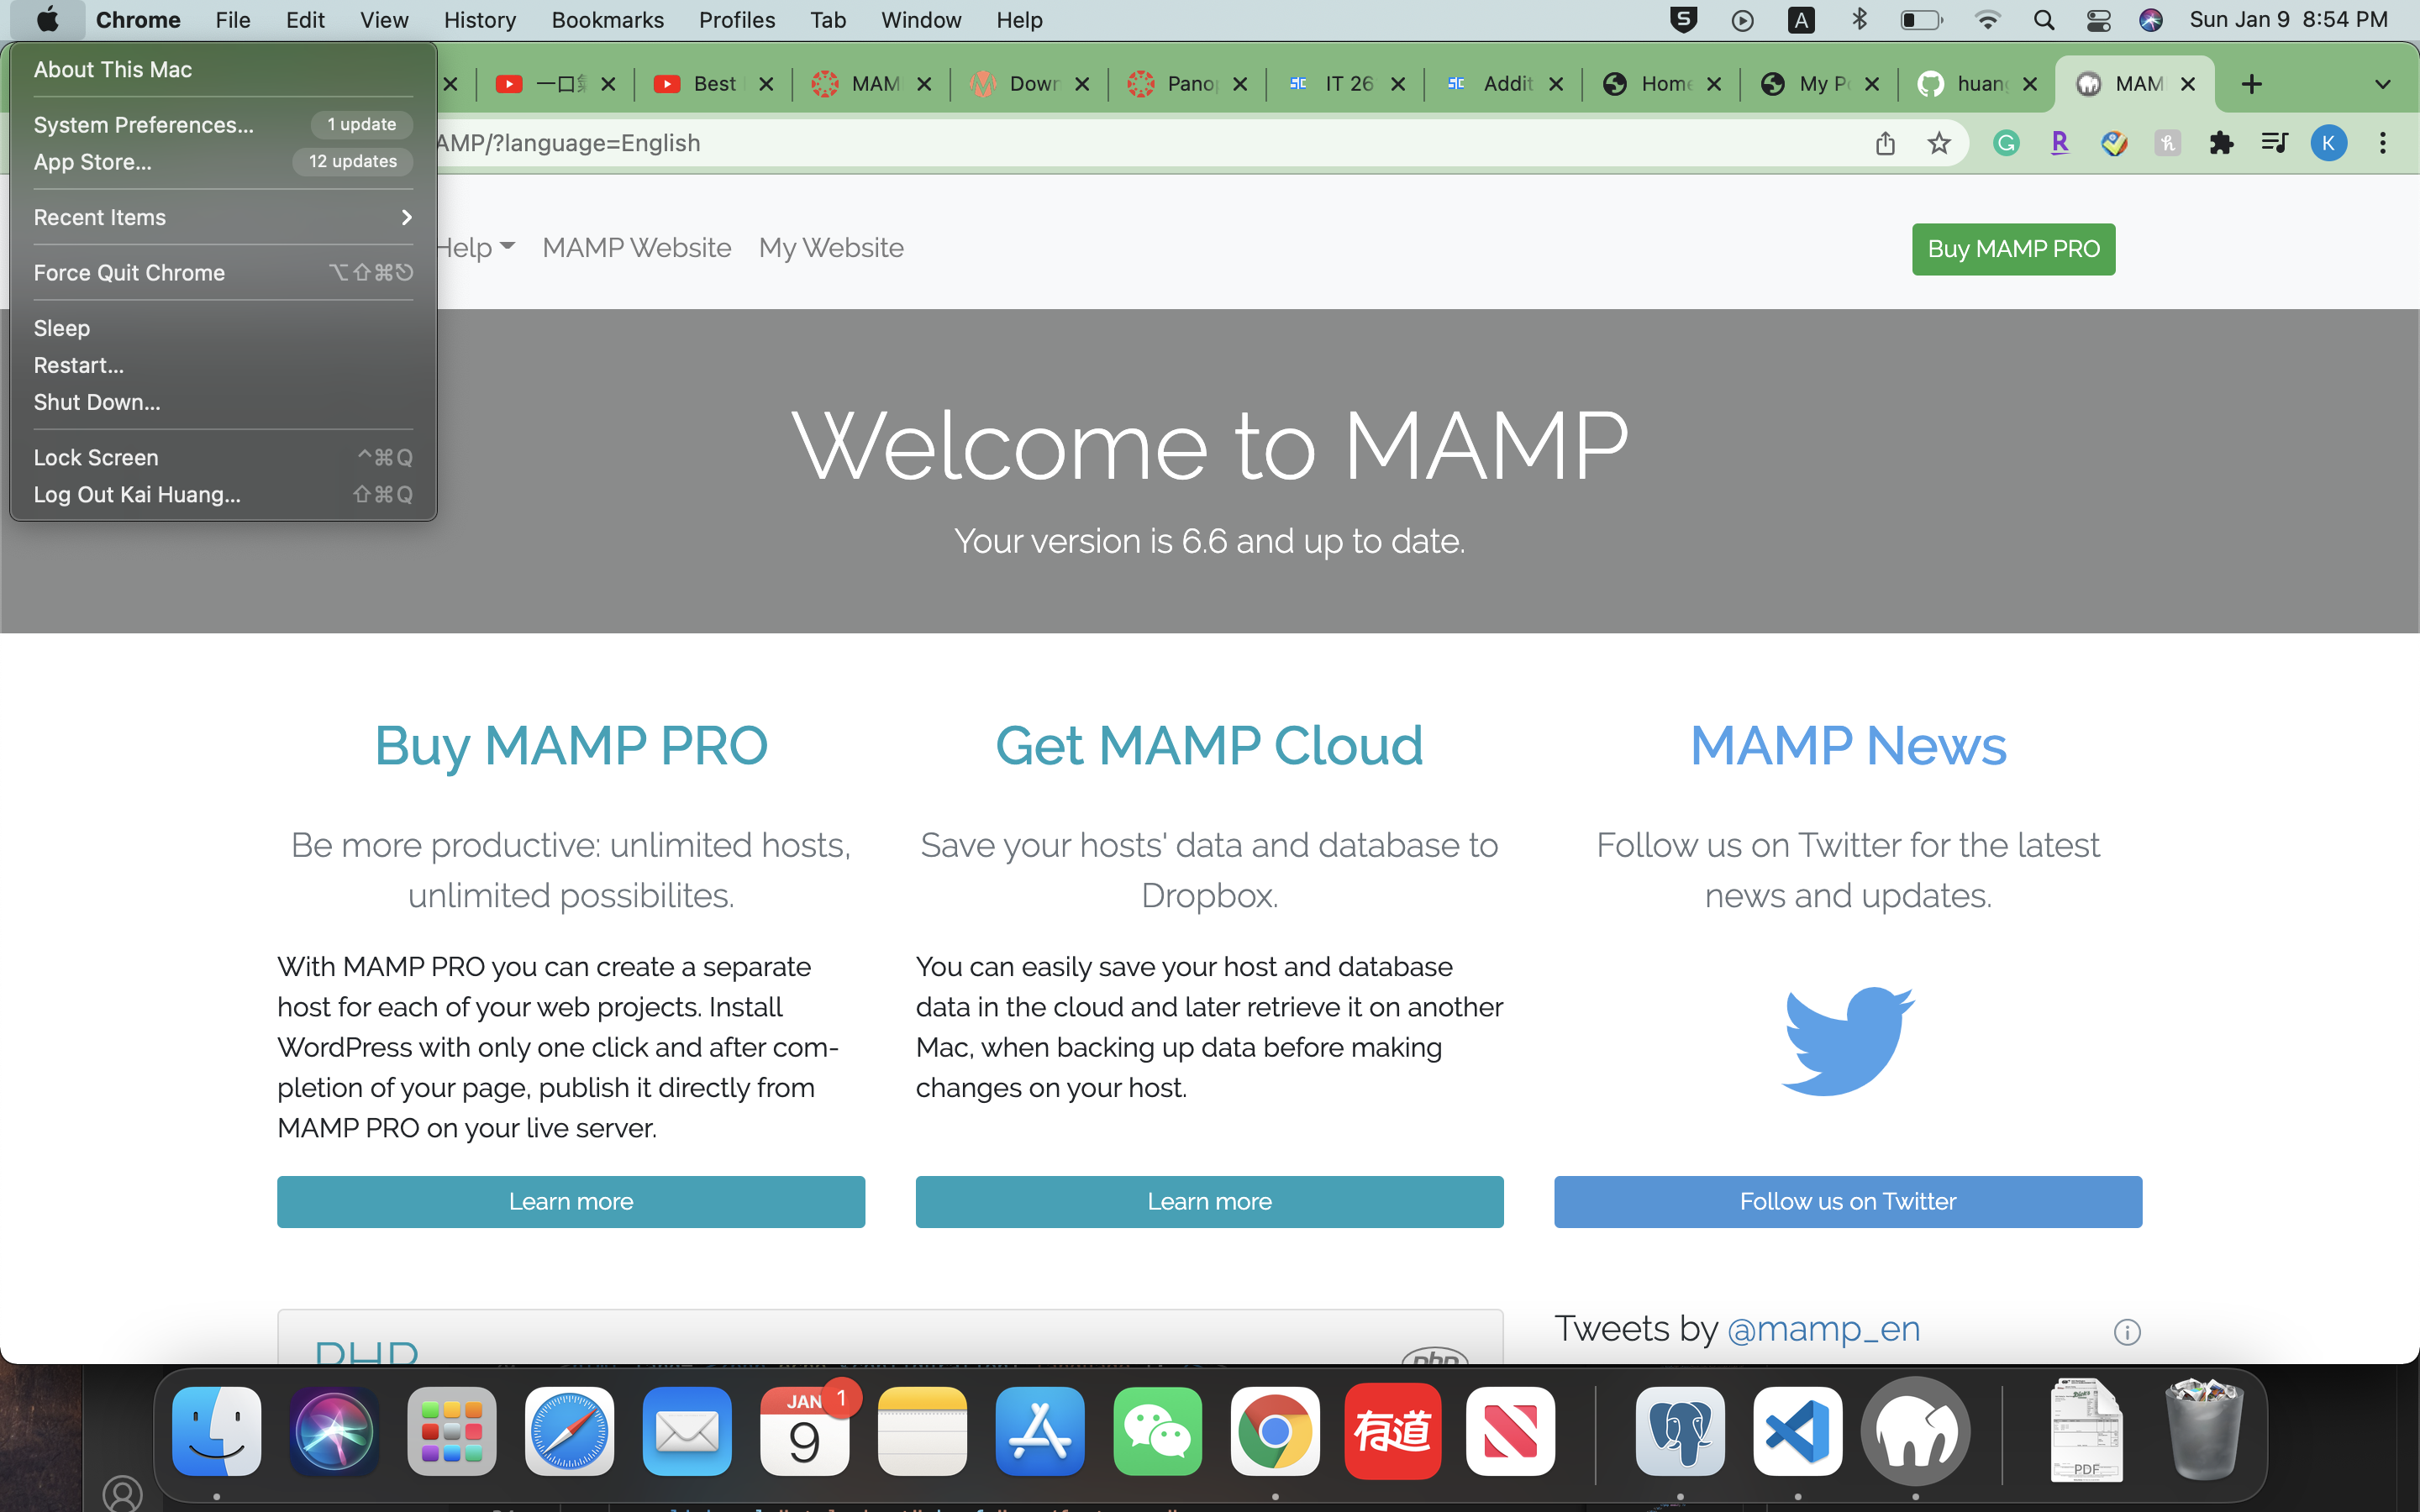 Chrome File Edit View History Bookmarks Profiles Tab Window Help
A
Sun Jan 9 8:54 PM
About This Mac
System Preferences... 1 update
App Store... 12 updates
Recent Items
Force Quit Chrome ⌥⇧⌘⎋
Sleep
Restart...
Shut Down...
Lock Screen ^⌘Q
Log Out Kai Huang... ⇧⌘Q
一口 Best MAM Down Panop IT 26 Addit Home My Po huang MAM
AMP/?language=English
K
Help MAMP Website My Website
Buy MAMP PRO
Welcome to MAMP
Your version is 6.6 and up to date.
Buy MAMP PRO
Be more productive: unlimited hosts,
unlimited possibilites.
With MAMP PRO you can create a separate
host for each of your web projects. Install
WordPress with only one click and after com-
pletion of your page, publish it directly from
MAMP PRO on your live server.
Learn more
Get MAMP Cloud
Save your hosts' data and database to
Dropbox.
You can easily save your host and database
data in the cloud and later retrieve it on another
Mac, when backing up data before making
changes on your host.
Learn more
MAMP News
Follow us on Twitter for the latest
news and updates.
Follow us on Twitter
PHP
php
Tweets by @mamp_en
JAN 1
9
有道
PDF